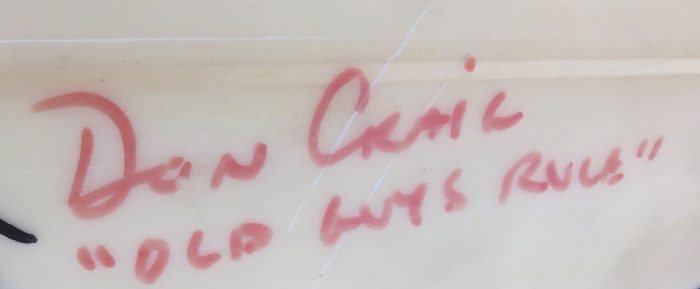 DON CRAIG
"OLD GUYS RULE"